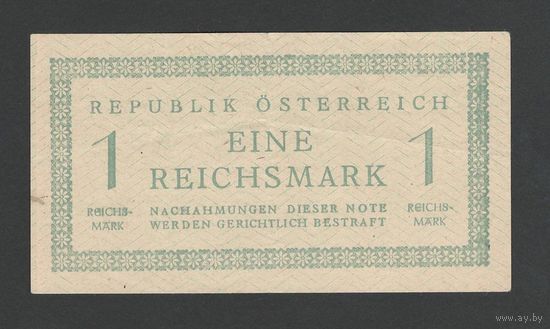 REPUBLIK ÖSTERREICH
1 EINE 1
REICHSMARK
REICHS- NACHAHMUNGEN DIESER NOTE REICHS-
MARK WERDEN GERICHTLICH BESTRAFT MARK
www.ay.by